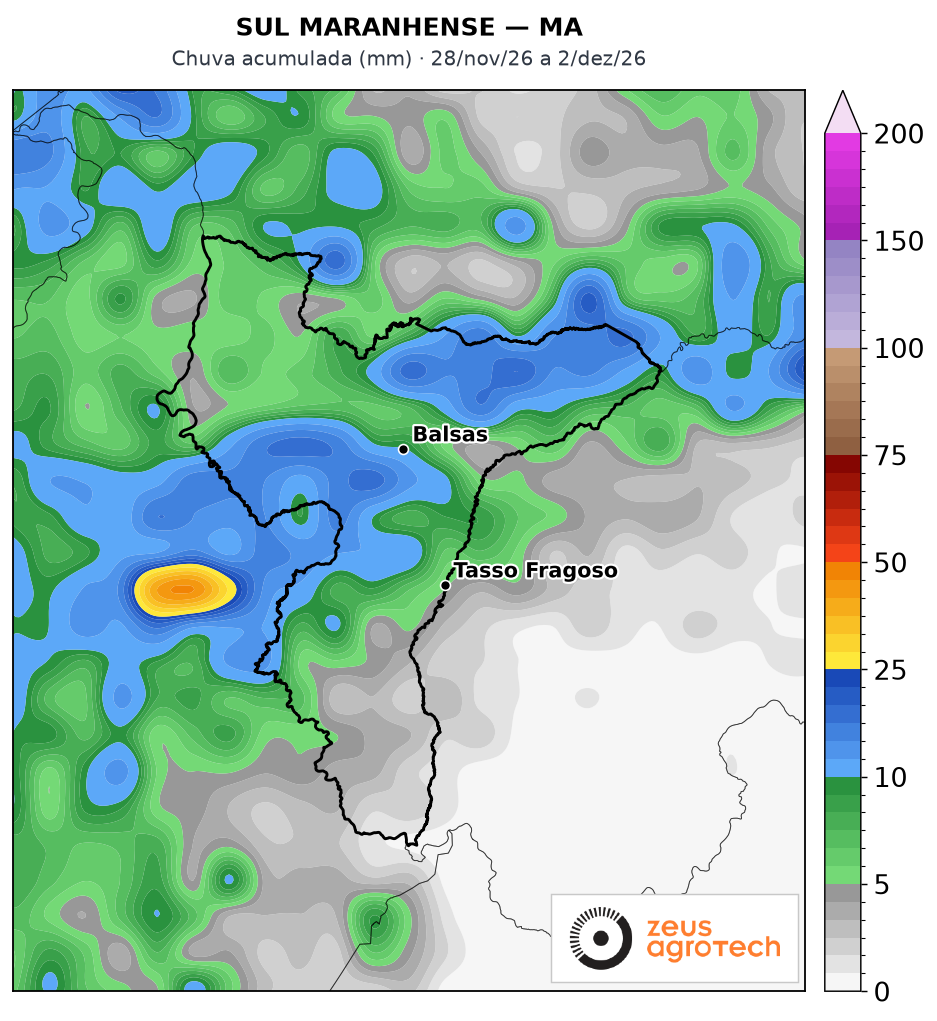 SUL MARANHENSE — MA
Chuva acumulada (mm) · 28/nov/26 a 2/dez/26
200
150
100
75
50
25
10
5
0
Balsas
Tasso Fragoso
zeus
agroTech